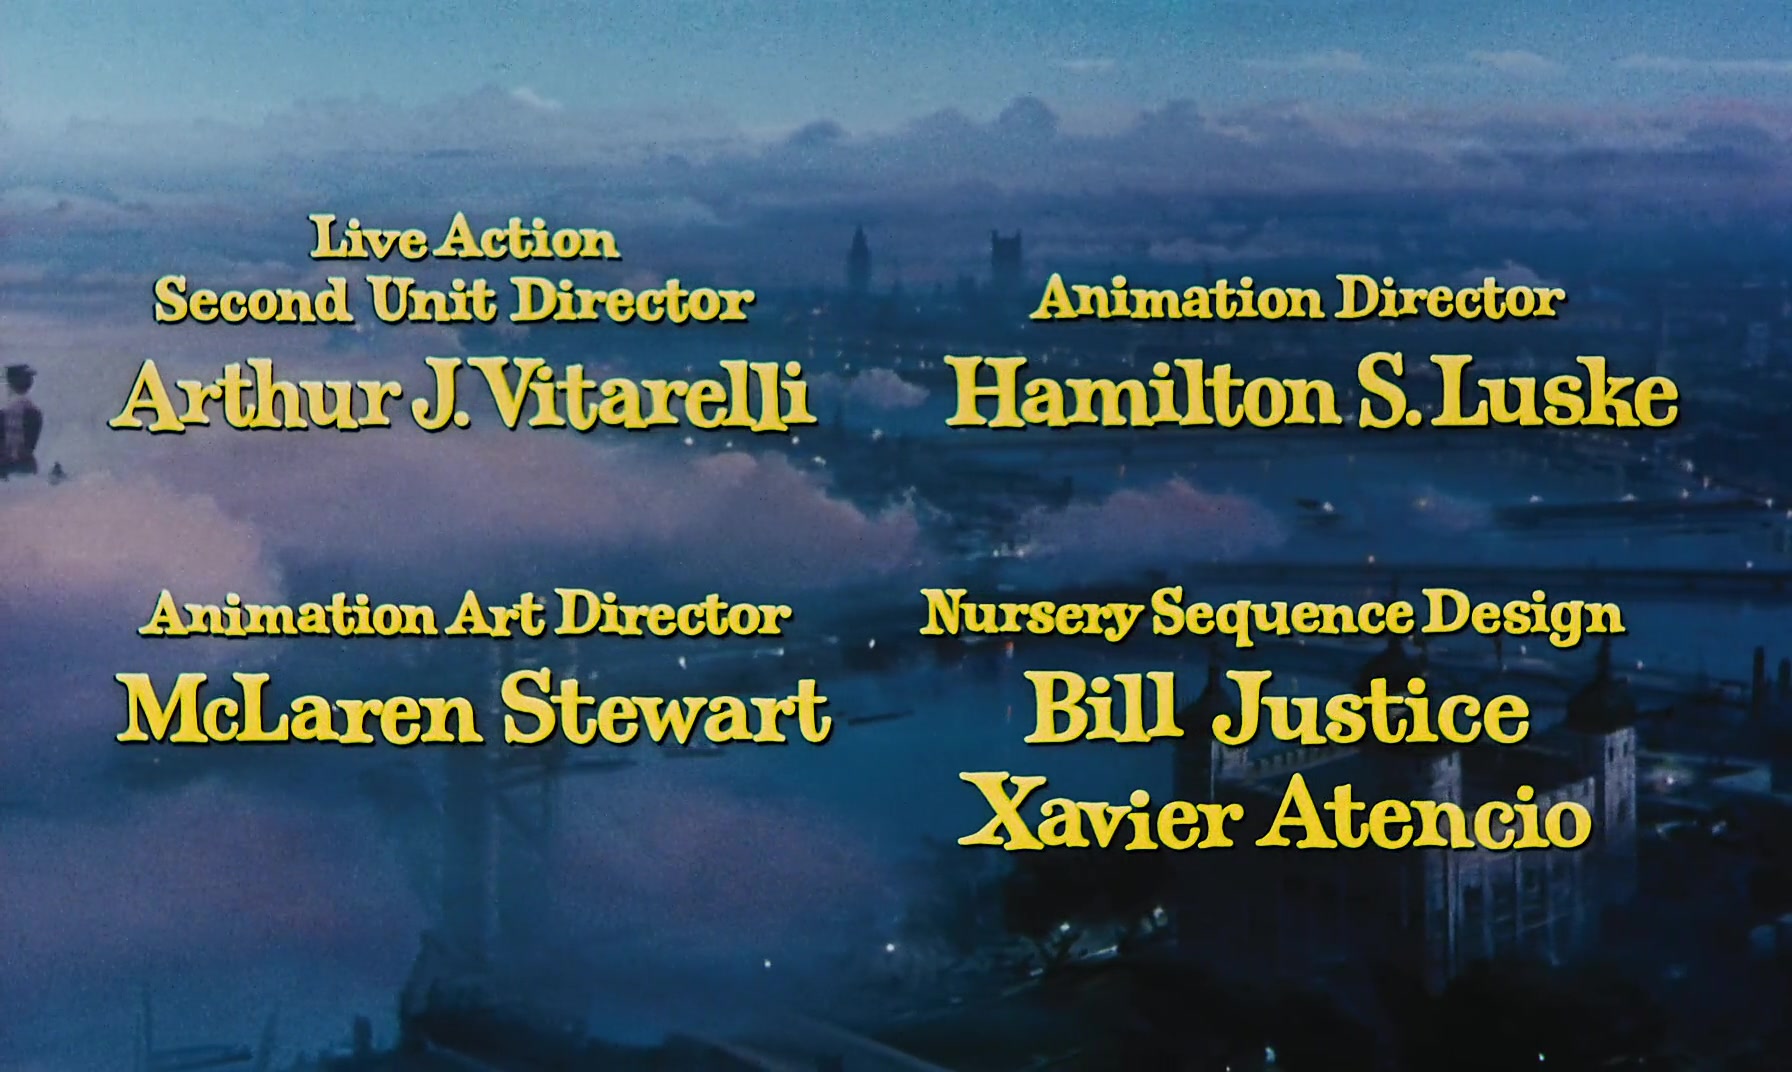 Live Action
Second Unit Director
Arthur J. Vitarelli
Animation Director
Hamilton S. Luske
Animation Art Director
McLaren Stewart
Nursery Sequence Design
Bill Justice
Xavier Atencio